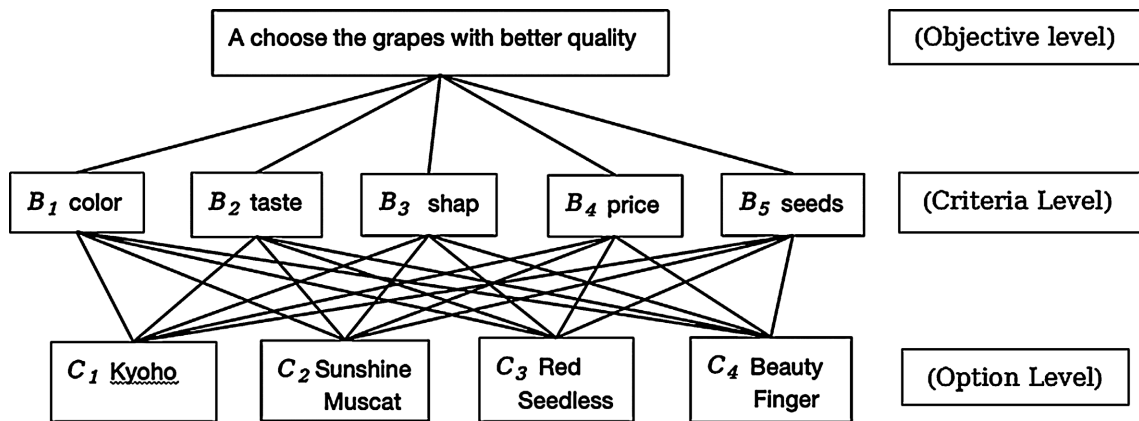 A choose the grapes with better quality
(Objective level)
B1 color
B2 taste
B3 shap
B4 price
B5 seeds
(Criteria Level)
C1 Kyoho
C2 Sunshine
Muscat
C3 Red
Seedless
C4 Beauty
Finger
(Option Level)